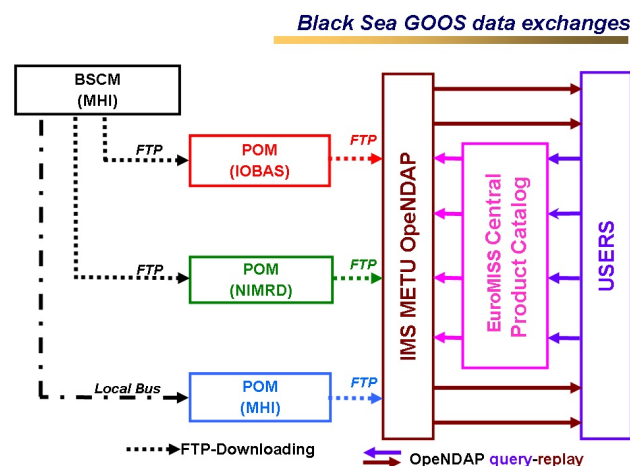 Black Sea GOOS data exchanges
BSCM
(MHI)
FTP
POM
(IOBAS)
FTP
FTP
POM
(NIMRD)
FTP
Local Bus
POM
(MHI)
FTP
IMS METU OpeNDAP
EuroMISS Central
Product Catalog
USERS
FTP-Downloading
OpeNDAP query-replay